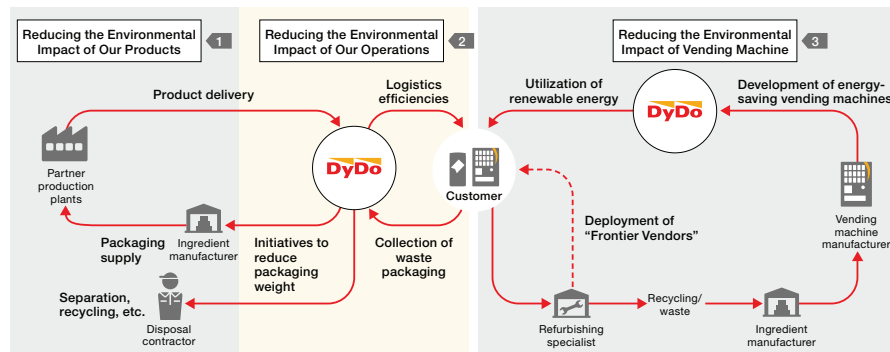 Reducing the Environmental
Impact of Our Products
1
Reducing the Environmental
Impact of Our Operations
2
Reducing the Environmental
Impact of Vending Machine
3
Product delivery
Logistics
efficiencies
Utilization of
renewable energy
Development of energy-
saving vending machines
DyDo
DyDo
Partner
production
plants
Customer
Packaging
supply
Ingredient
manufacturer
Initiatives to
reduce
packaging
weight
Collection of
waste
packaging
Deployment of
“Frontier Vendors”
Vending
machine
manufacturer
Separation,
recycling, etc.
Disposal
contractor
Refurbishing
specialist
Recycling/
waste
Ingredient
manufacturer